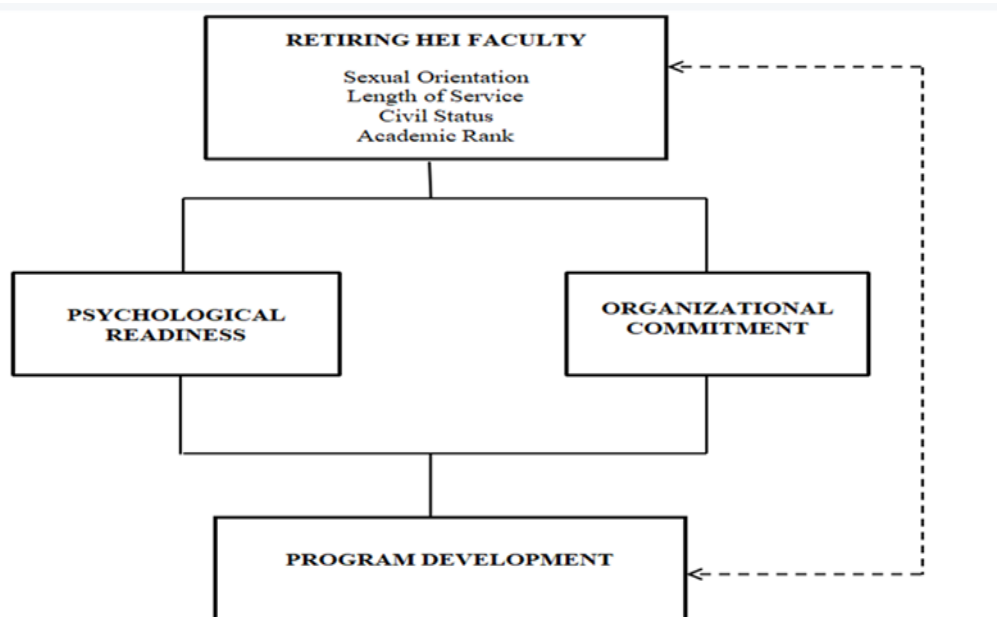 RETIRING HEI FACULTY
Sexual Orientation
Length of Service
Civil Status
Academic Rank
PSYCHOLOGICAL
READINESS
ORGANIZATIONAL
COMMITMENT
PROGRAM DEVELOPMENT